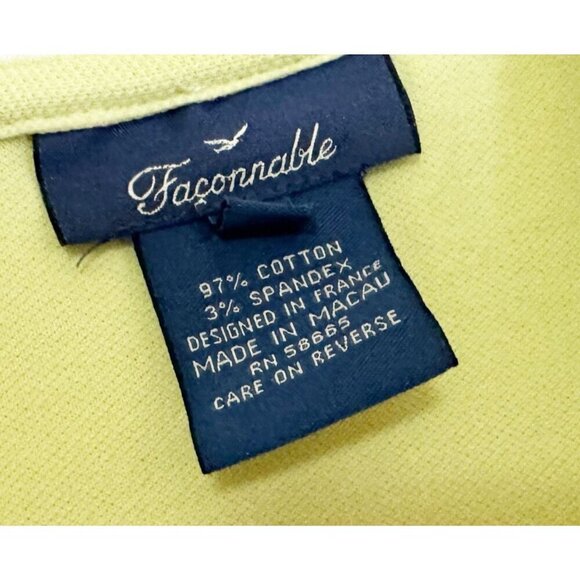 Façonnable
97% COTTON
3% SPANDEX
DESIGNED IN FRANCE
MADE IN MACAU
RN 58665
CARE ON REVERSE